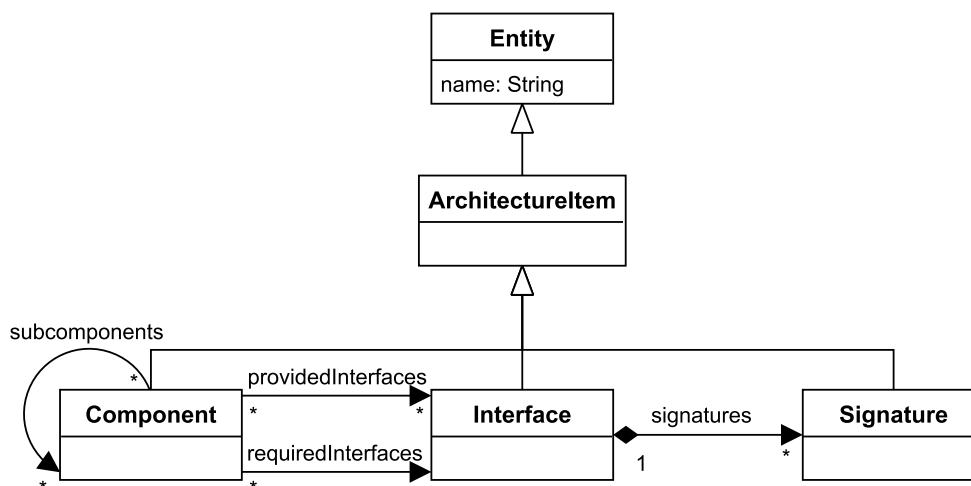 Entity
name: String
ArchitectureItem
subcomponents
*
providedInterfaces
Component
* *
Interface
signatures
Signature
requiredInterfaces
1 *
* *